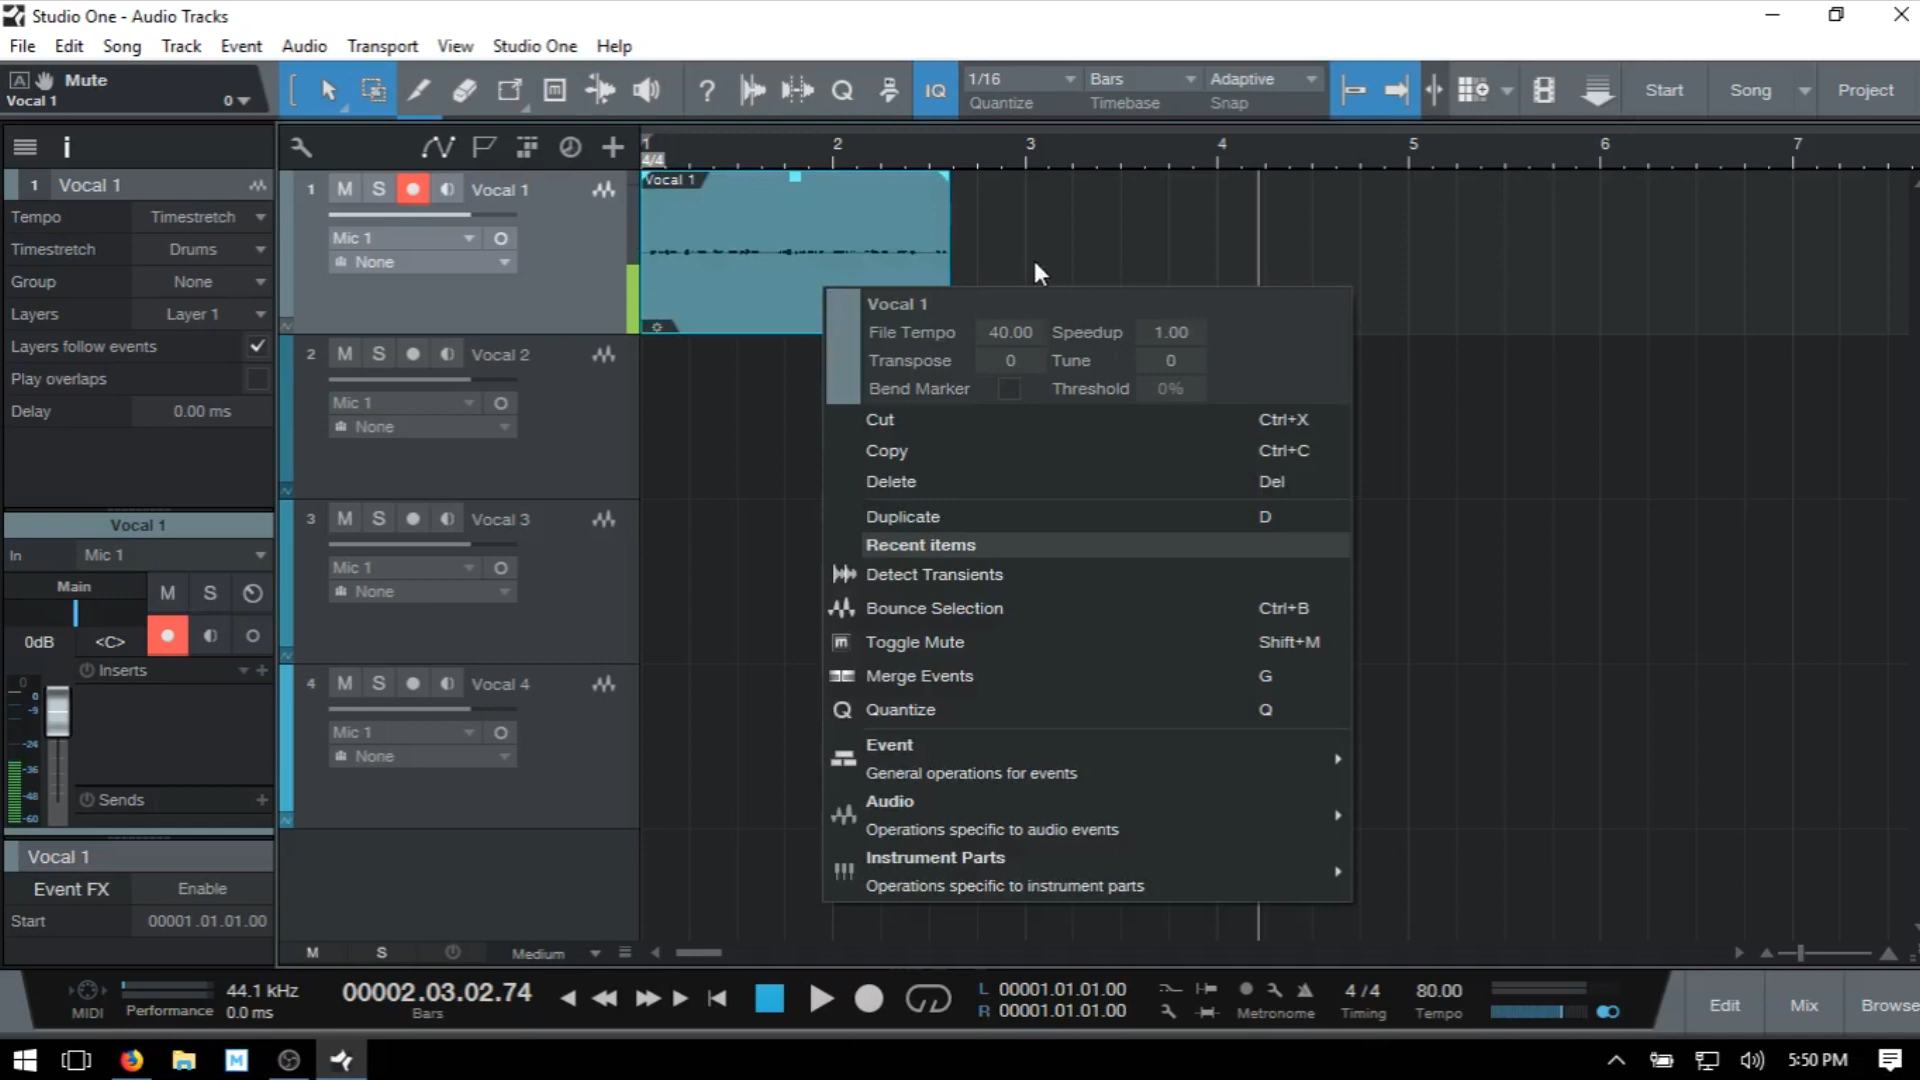 Studio One - Audio Tracks
File Edit Song Track Event Audio Transport View Studio One Help
A Mute
Vocal 1 0
? Q IQ
1/16 Bars Adaptive
Quantize Timebase Snap
Start Song Project
i
1 2 3 4 5 6 7
4/4
1 Vocal 1
Tempo Timestretch
Timestretch Drums
Group None
Layers Layer 1
Layers follow events
Play overlaps
Delay 0.00 ms
1 M S Vocal 1
Mic 1
None
2 M S Vocal 2
Mic 1
None
3 M S Vocal 3
Mic 1
None
4 M S Vocal 4
Mic 1
None
Vocal 1
Vocal 1
File Tempo 40.00 Speedup 1.00
Transpose 0 Tune 0
Bend Marker Threshold 0%
Cut Ctrl+X
Copy Ctrl+C
Delete Del
Duplicate D
Recent items
Detect Transients
Bounce Selection Ctrl+B
Toggle Mute Shift+M
Merge Events G
Quantize Q
Event
General operations for events
Audio
Operations specific to audio events
Instrument Parts
Operations specific to instrument parts
Vocal 1
In Mic 1
Main M S
0dB <C>
Inserts
0
0
-9
-24
-36
-48
-60
Sends
Vocal 1
Event FX Enable
Start 00001.01.01.00
M S Medium
MIDI
Performance
44.1 kHz
0.0 ms
00002.03.02.74
Bars
L 00001.01.01.00
R 00001.01.01.00
Metronome
4 / 4
Timing
80.00
Tempo
Edit Mix Browse
M
5:50 PM